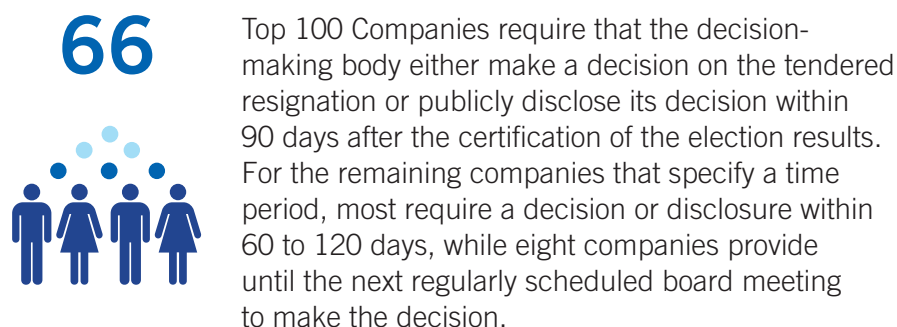 66
Top 100 Companies require that the decision-
making body either make a decision on the tendered
resignation or publicly disclose its decision within
90 days after the certification of the election results.
For the remaining companies that specify a time
period, most require a decision or disclosure within
60 to 120 days, while eight companies provide
until the next regularly scheduled board meeting
to make the decision.